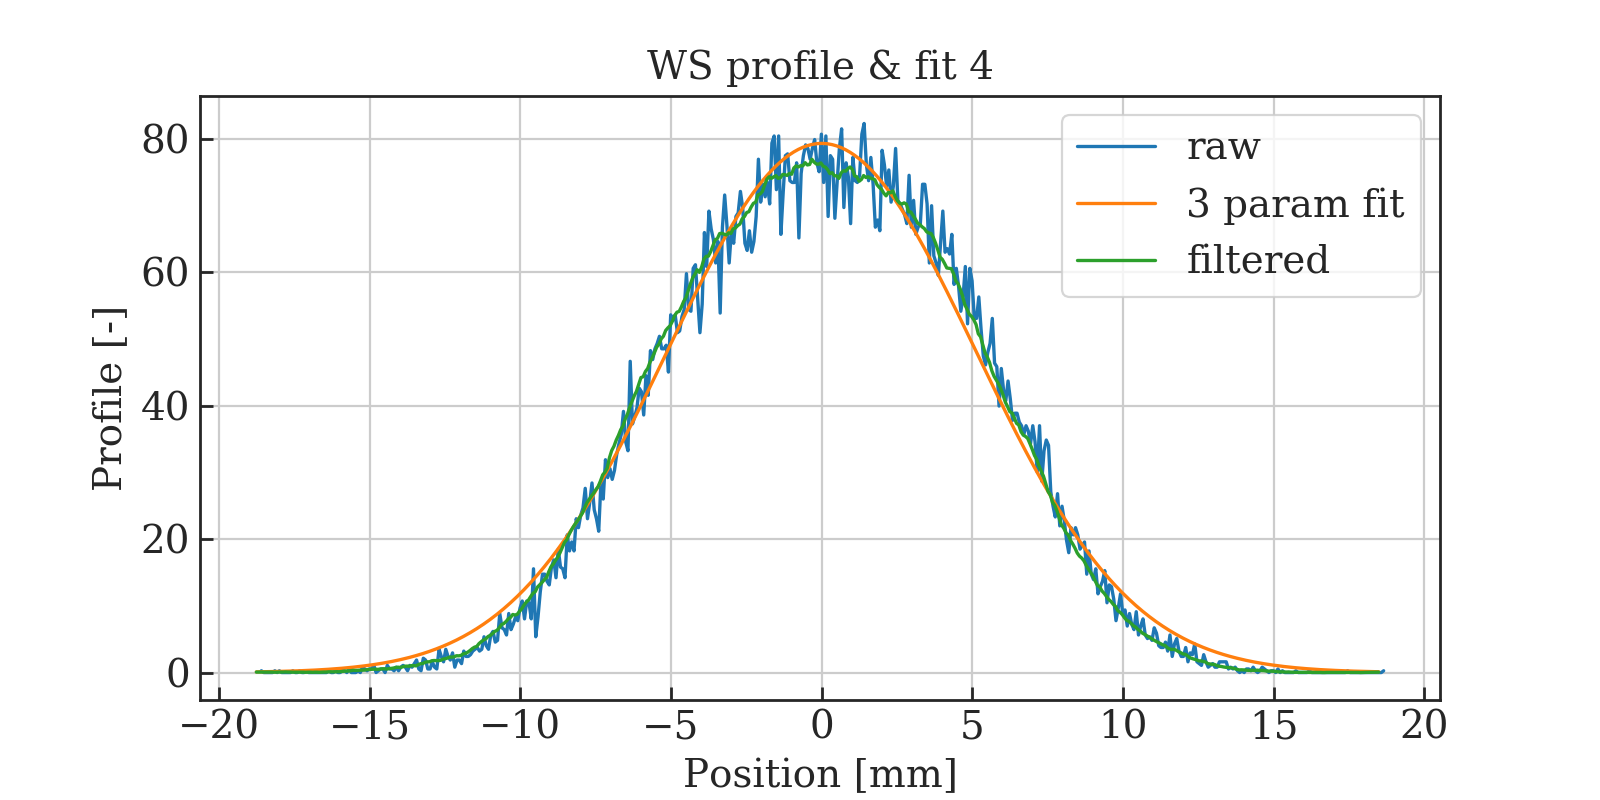 WS profile & fit 4
raw
3 param fit
filtered
80
60
40
20
0
Profile [-]
−20 −15 −10 −5 0 5 10 15 20
Position [mm]